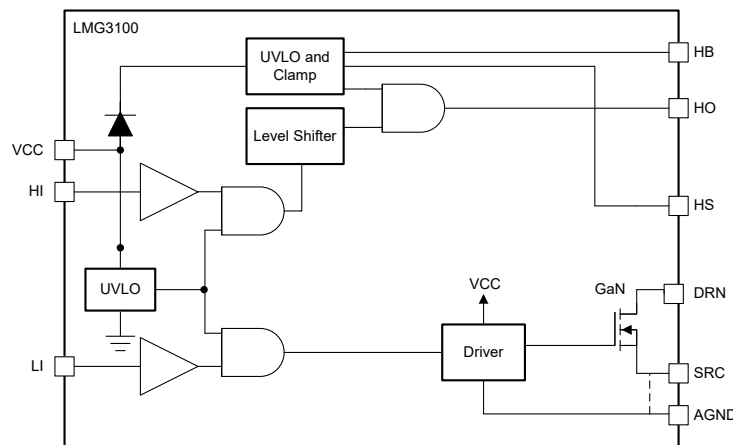 LMG3100
UVLO and
Clamp
HB
HO
Level Shifter
VCC
HI
HS
UVLO
VCC
GaN
DRN
Driver
LI
SRC
AGND